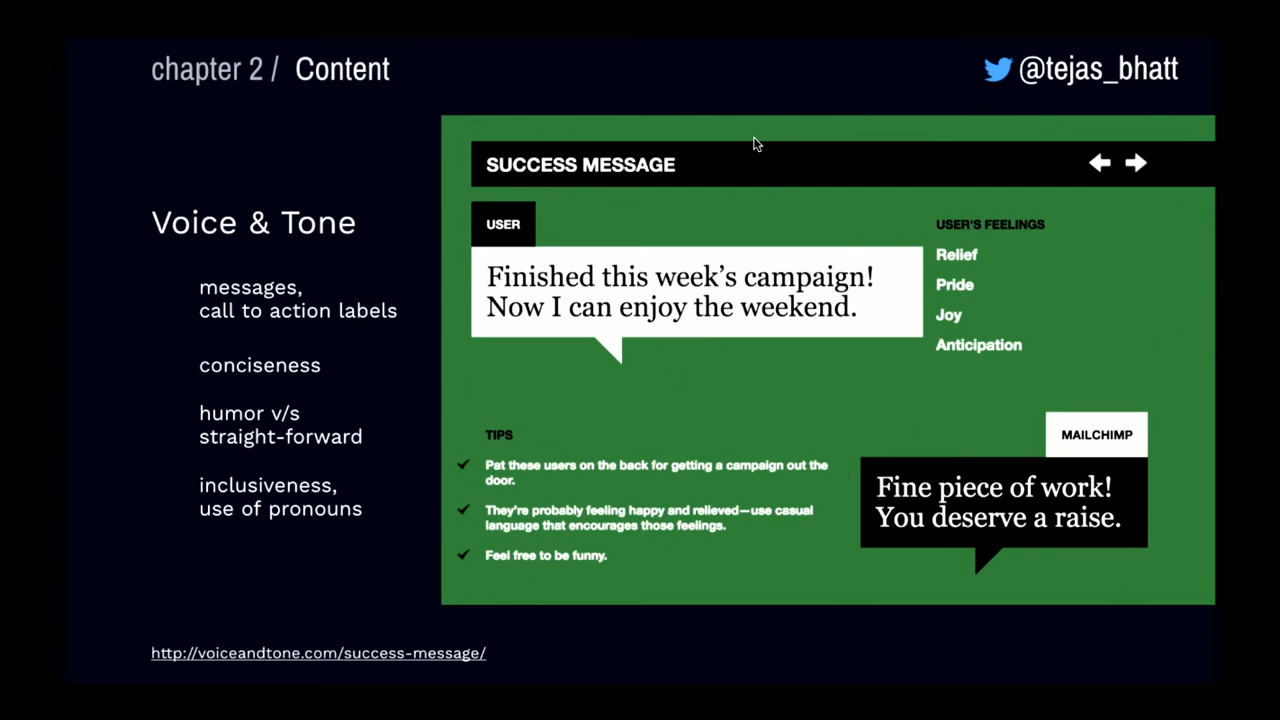 chapter 2 / Content
@tejas_bhatt
Voice & Tone
messages,
call to action labels
conciseness
humor v/s
straight-forward
inclusiveness,
use of pronouns
SUCCESS MESSAGE
USER
Finished this week’s campaign!
Now I can enjoy the weekend.
USER'S FEELINGS
Relief
Pride
Joy
Anticipation
TIPS
Pat these users on the back for getting a campaign out the
door.
They’re probably feeling happy and relieved—use casual
language that encourages those feelings.
Feel free to be funny.
MAILCHIMP
Fine piece of work!
You deserve a raise.
http://voiceandtone.com/success-message/